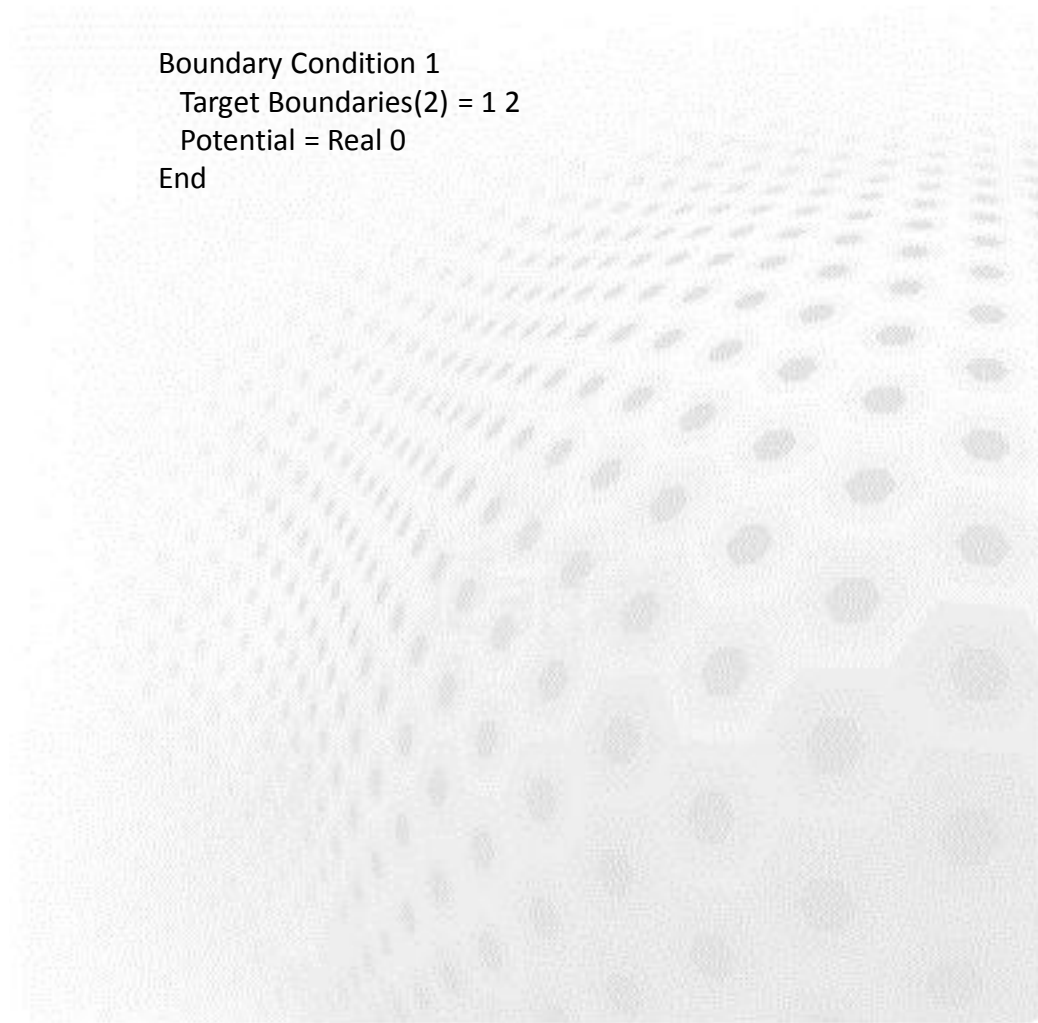 Boundary Condition 1
Target Boundaries(2) = 1 2
Potential = Real 0
End